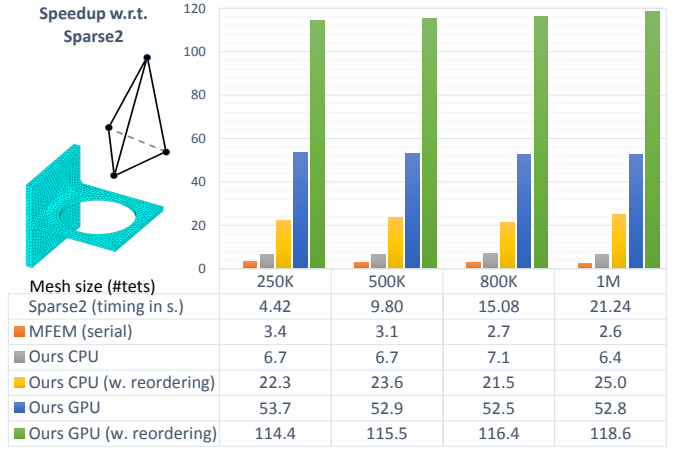 Speedup w.r.t.
Sparse2
120
100
80
60
40
20
0
Mesh size (#tets) 250K 500K 800K 1M
Sparse2 (timing in s.) 4.42 9.80 15.08 21.24
MFEM (serial) 3.4 3.1 2.7 2.6
Ours CPU 6.7 6.7 7.1 6.4
Ours CPU (w. reordering) 22.3 23.6 21.5 25.0
Ours GPU 53.7 52.9 52.5 52.8
Ours GPU (w. reordering) 114.4 115.5 116.4 118.6